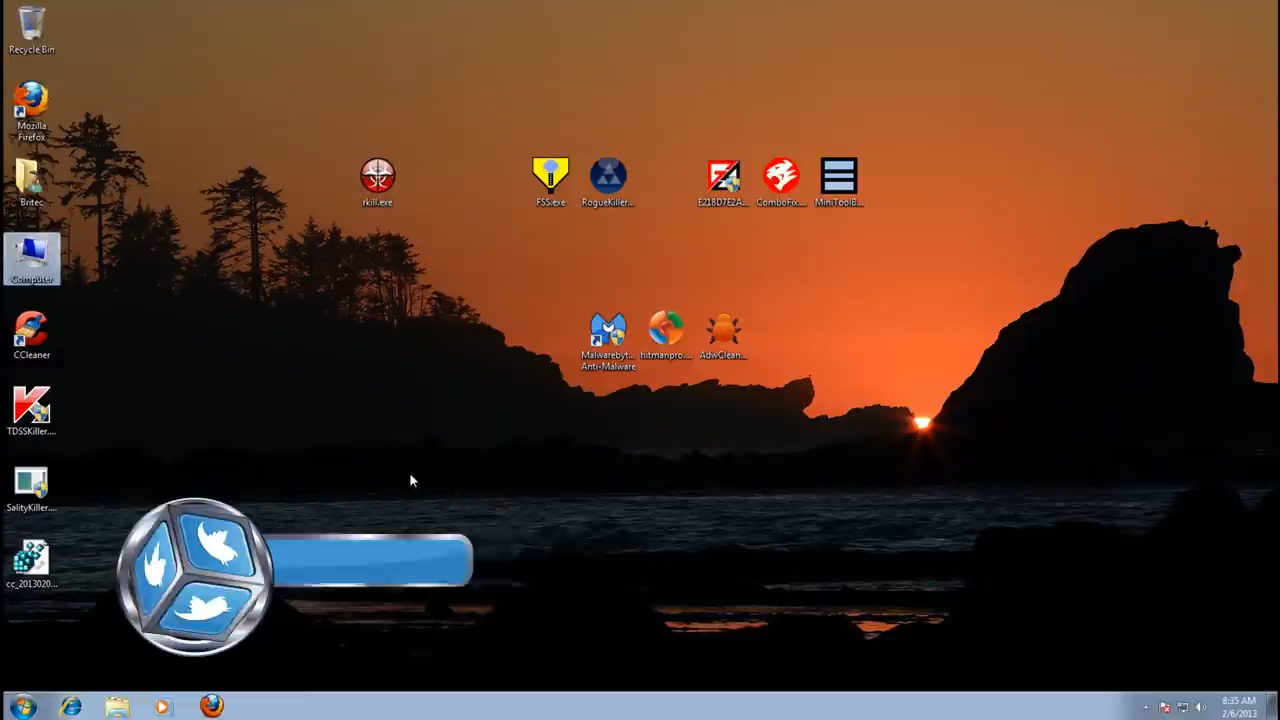 Recycle Bin
Mozilla
Firefox
rkill.exe
FSS.exe
RogueKiller...
E218D7E2A...
ComboFix....
MiniToolB...
Britec
Computer
CCleaner
Malwarebyt...
Anti-Malware
hitmanpro....
AdwClean...
TDSSKiller....
SalityKiller....
cc_2013020...
8:35 AM
2/6/2013